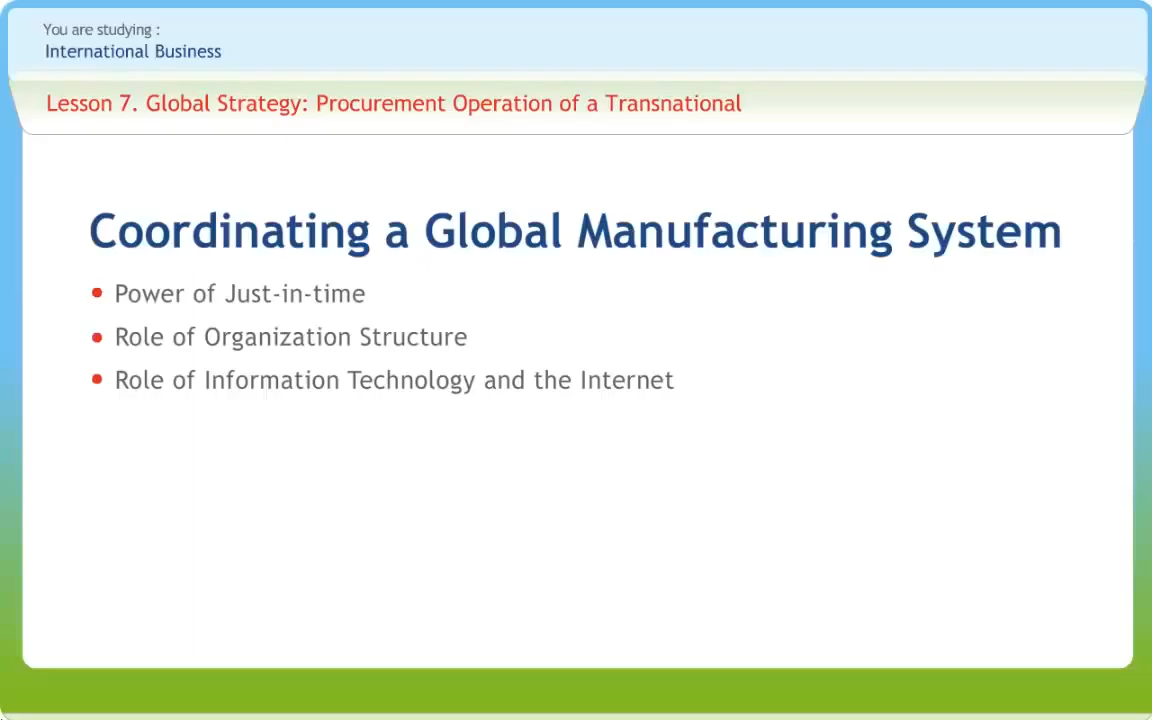 You are studying :
International Business
Lesson 7. Global Strategy: Procurement Operation of a Transnational
Coordinating a Global Manufacturing System
• Power of Just-in-time
• Role of Organization Structure
• Role of Information Technology and the Internet